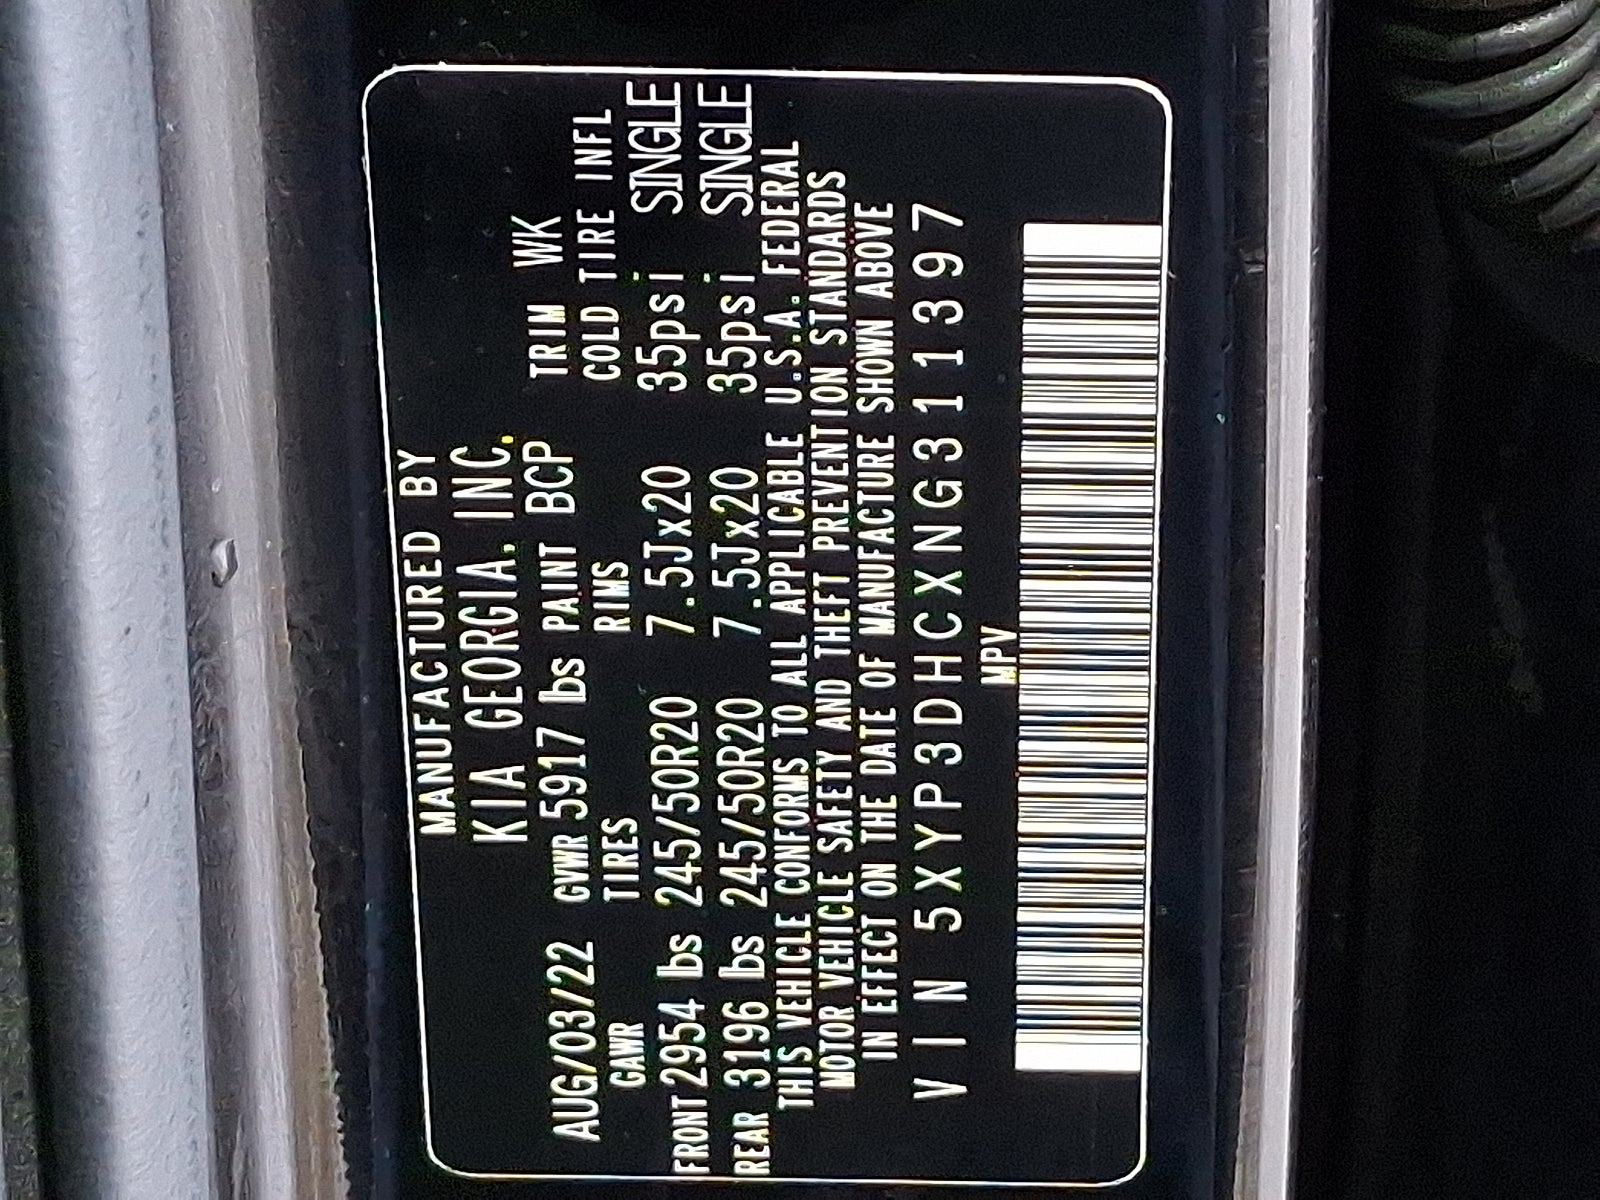 MANUFACTURED BY
KIA GEORGIA, INC.
AUG/03/22 GVWR 5917 lbs PAINT BCP TRIM WK
GAWR TIRES RIMS COLD TIRE INFL
FRONT 2954 lbs 245/50R20 7.5Jx20 35psi SINGLE
REAR 3196 lbs 245/50R20 7.5Jx20 35psi SINGLE
THIS VEHICLE CONFORMS TO ALL APPLICABLE U.S.A. FEDERAL
MOTOR VEHICLE SAFETY AND THEFT PREVENTION STANDARDS
IN EFFECT ON THE DATE OF MANUFACTURE SHOWN ABOVE
VIN 5XYP3DHCXNG311397
MPV